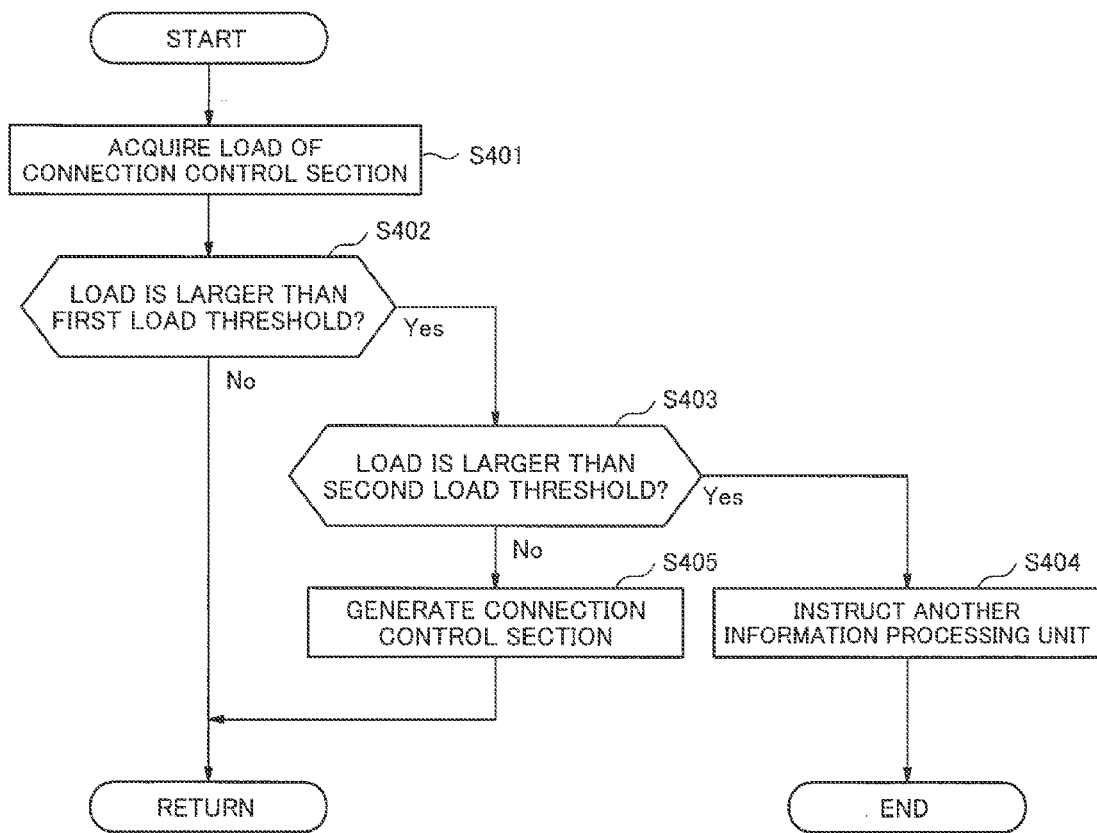 START
ACQUIRE LOAD OF
CONNECTION CONTROL SECTION
S401
S402
LOAD IS LARGER THAN
FIRST LOAD THRESHOLD?
Yes
No
S403
LOAD IS LARGER THAN
SECOND LOAD THRESHOLD?
Yes
No
S405
GENERATE CONNECTION
CONTROL SECTION
S404
INSTRUCT ANOTHER
INFORMATION PROCESSING UNIT
RETURN
END